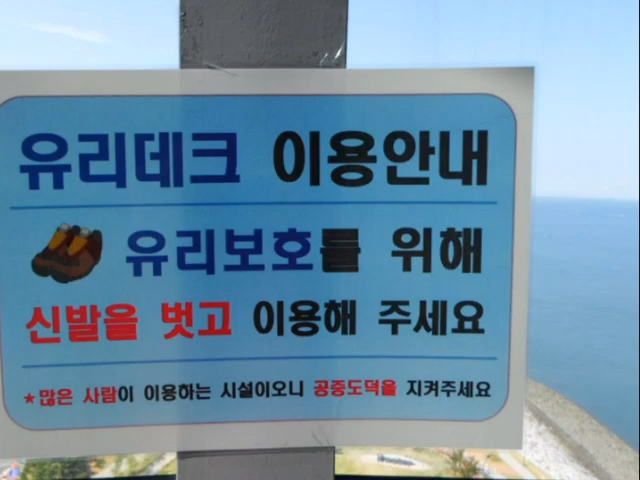 유리데크 이용안내
유리보호를 위해
신발을 벗고 이용해 주세요
*많은 사람이 이용하는 시설이오니 공중도덕을 지켜주세요